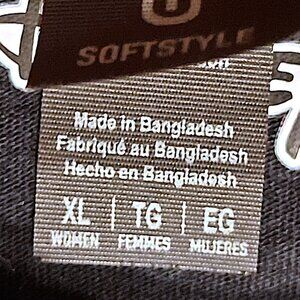 SOFTSTYLE
Made in Bangladesh
Fabriqué au Bangladesh
Hecho en Bangladesh
XL | TG | EG
WOMEN FEMMES MUJERES